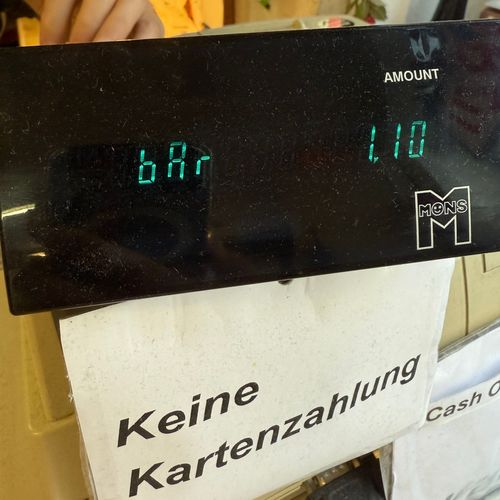 AMOUNT
bAr 1.10
MONS
M
Keine
Kartenzahlung
Cash O